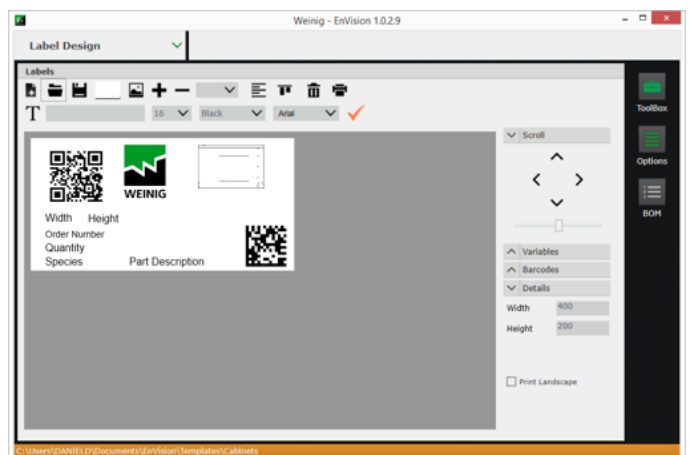 Weinig - EnVision 1.0.2.9
Label Design
Labels
T 16 Black Arial
ToolBox
Options
BOM
Scroll
WEINIG
Width Height
Order Number
Quantity
Species Part Description
Variables
Barcodes
Details
Width 400
Height 200
Print Landscape
C:\Users\DANIELD\Documents\EnVision\Templates\Cabinets